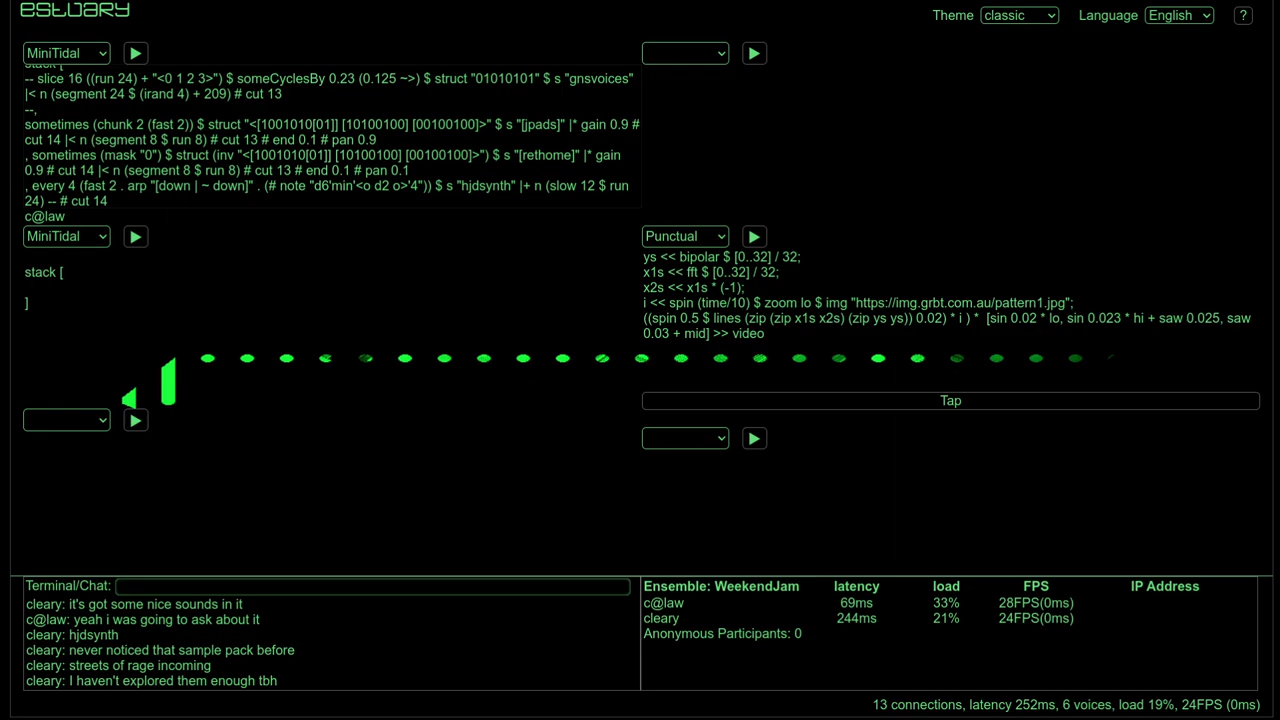 estuary
Theme classic Language English ?
MiniTidal
stack [
-- slice 16 ((run 24) + "<0 1 2 3>") $ someCyclesBy 0.23 (0.125 ~>) $ struct "01010101" $ s "gnsvoices"
|< n (segment 24 $ (irand 4) + 209) # cut 13
--,
sometimes (chunk 2 (fast 2)) $ struct "<[1001010[01]] [10100100] [00100100]>" $ s "[jpads]" |* gain 0.9 #
cut 14 |< n (segment 8 $ run 8) # cut 13 # end 0.1 # pan 0.9
, sometimes (mask "0") $ struct (inv "<[1001010[01]] [10100100] [00100100]>") $ s "[rethome]" |* gain
0.9 # cut 14 |< n (segment 8 $ run 8) # cut 13 # end 0.1 # pan 0.1
, every 4 (fast 2 . arp "[down | ~ down]" . (# note "d6'min'<o d2 o>'4")) $ s "hjdsynth" |+ n (slow 12 $ run
24) -- # cut 14
c@law
MiniTidal
stack [
]
Punctual
ys << bipolar $ [0..32] / 32;
x1s << fft $ [0..32] / 32;
x2s << x1s * (-1);
i << spin (time/10) $ zoom lo $ img "https://img.grbt.com.au/pattern1.jpg";
((spin 0.5 $ lines (zip (zip x1s x2s) (zip ys ys)) 0.02) * i ) * [sin 0.02 * lo, sin 0.023 * hi + saw 0.025, saw
0.03 + mid] >> video
Tap
Terminal/Chat:
cleary: it's got some nice sounds in it
c@law: yeah i was going to ask about it
cleary: hjdsynth
cleary: never noticed that sample pack before
cleary: streets of rage incoming
cleary: I haven't explored them enough tbh
Ensemble: WeekendJam latency load FPS IP Address
c@law 69ms 33% 28FPS(0ms)
cleary 244ms 21% 24FPS(0ms)
Anonymous Participants: 0
13 connections, latency 252ms, 6 voices, load 19%, 24FPS (0ms)